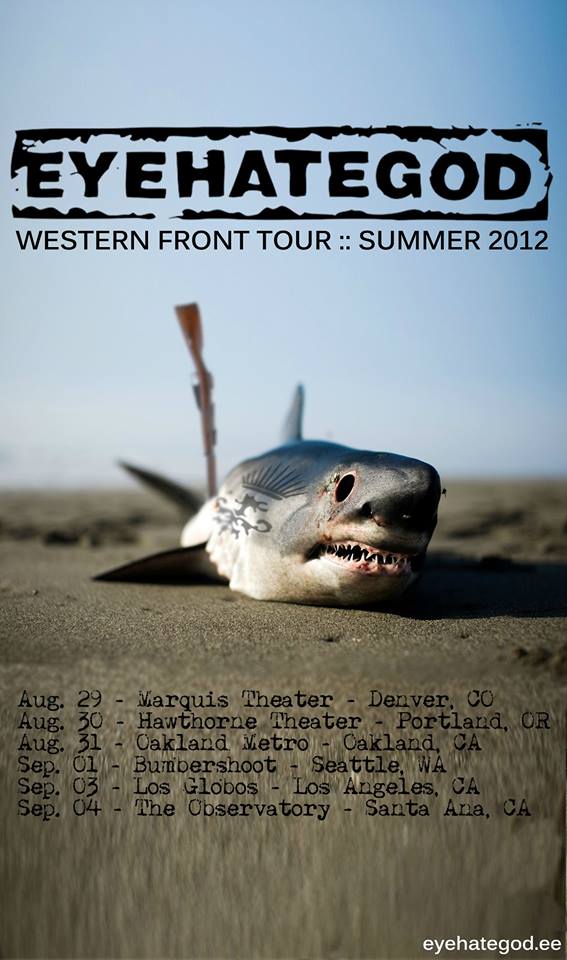 EYEHATEGOD
WESTERN FRONT TOUR :: SUMMER 2012
Aug. 29 - Marquis Theater - Denver, CO
Aug. 30 - Hawthorne Theater - Portland, OR
Aug. 31 - Oakland Metro - Oakland, CA
Sep. 01 - Bumbershoot - Seattle, WA
Sep. 03 - Los Globos - Los Angeles, CA
Sep. 04 - The Observatory - Santa Ana, CA
eyehategod.ee